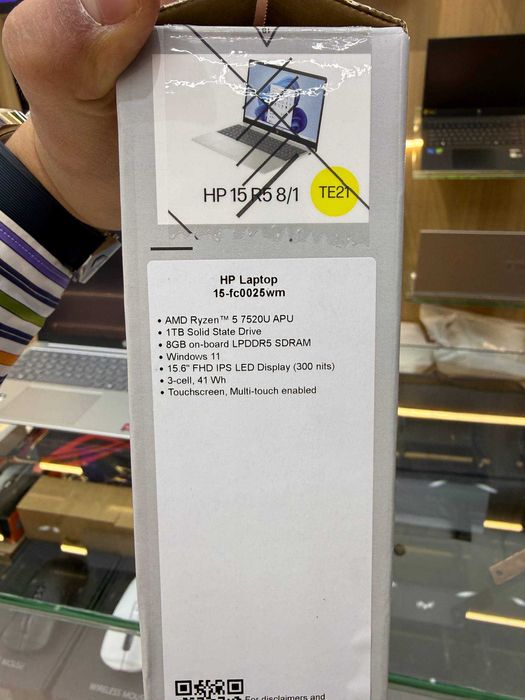 HP 15 R5 8/1
TE21
HP Laptop
15-fc0025wm
• AMD Ryzen™ 5 7520U APU
• 1TB Solid State Drive
• 8GB on-board LPDDR5 SDRAM
• Windows 11
• 15.6" FHD IPS LED Display (300 nits)
• 3-cell, 41 Wh
• Touchscreen, Multi-touch enabled
For disclaimers and
WIRELESS MOU